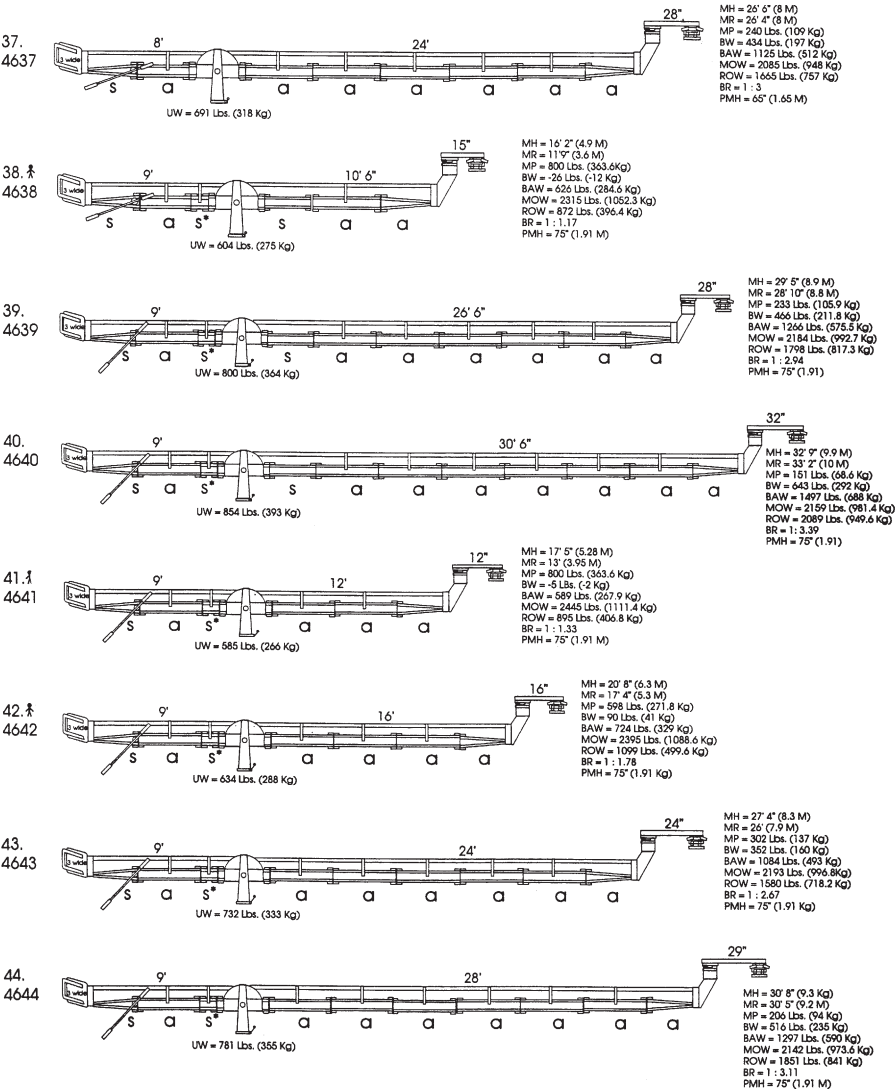 37.
4637
3 wide
8'
24'
28"
s a a a a a a
UW = 691 Lbs. (318 Kg)
MH = 26' 6" (8 M)
MR = 26' 4" (8 M)
MP = 240 Lbs. (109 Kg)
BW = 434 Lbs. (197 Kg)
BAW = 1125 Lbs. (512 Kg)
MOW = 2085 Lbs. (948 Kg)
ROW = 1665 Lbs. (757 Kg)
BR = 1 : 3
PMH = 65" (1.65 M)
38.
4638
3 wide
9'
10' 6"
15"
s a s* s a a
UW = 604 Lbs. (275 Kg)
MH = 16' 2" (4.9 M)
MR = 11'9" (3.6 M)
MP = 800 Lbs. (363.6Kg)
BW = -26 Lbs. (-12 Kg)
BAW = 626 Lbs. (284.6 Kg)
MOW = 2315 Lbs. (1052.3 Kg)
ROW = 872 Lbs. (396.4 Kg)
BR = 1 : 1.17
PMH = 75" (1.91 M)
39.
4639
3 wide
9'
26' 6"
28"
s a s* s a a a a a a
UW = 800 Lbs. (364 Kg)
MH = 29' 5" (8.9 M)
MR = 28' 10" (8.8 M)
MP = 233 Lbs. (105.9 Kg)
BW = 466 Lbs. (211.8 Kg)
BAW = 1266 Lbs. (575.5 Kg)
MOW = 2184 Lbs. (992.7 Kg)
ROW = 1798 Lbs. (817.3 Kg)
BR = 1 : 2.94
PMH = 75" (1.91)
40.
4640
3 wide
9'
30' 6"
32"
s a s* s a a a a a a a
UW = 854 Lbs. (393 Kg)
MH = 32' 9" (9.9 M)
MR = 33' 2" (10 M)
MP = 151 Lbs. (68.6 Kg)
BW = 643 Lbs. (292 Kg)
BAW = 1497 Lbs. (688 Kg)
MOW = 2159 Lbs. (981.4 Kg)
ROW = 2089 Lbs. (949.6 Kg)
BR = 1: 3.39
PMH = 75" (1.91)
41.
4641
3 wide
9'
12'
12"
s a s* a a a
UW = 585 Lbs. (266 Kg)
MH = 17' 5" (5.28 M)
MR = 13' (3.95 M)
MP = 800 Lbs. (363.6 Kg)
BW = -5 LBs. (-2 Kg)
BAW = 589 Lbs. (267.9 Kg)
MOW = 2445 Lbs. (1111.4 Kg)
ROW = 895 Lbs. (406.8 Kg)
BR = 1 : 1.33
PMH = 75" (1.91 M)
42.
4642
3 wide
9'
16'
16"
s a s* a a a a
UW = 634 Lbs. (288 Kg)
MH = 20' 8" (6.3 M)
MR = 17' 4" (5.3 M)
MP = 598 Lbs. (271.8 Kg)
BW = 90 Lbs. (41 Kg)
BAW = 724 Lbs. (329 Kg)
MOW = 2395 Lbs. (1088.6 Kg)
ROW = 1099 Lbs. (499.6 Kg)
BR = 1 : 1.78
PMH = 75" (1.91 Kg)
43.
4643
3 wide
9'
24'
24"
s a s* a a a a a a
UW = 732 Lbs. (333 Kg)
MH = 27' 4" (8.3 M)
MR = 26' (7.9 M)
MP = 302 Lbs. (137 Kg)
BW = 352 Lbs. (160 Kg)
BAW = 1084 Lbs. (493 Kg)
MOW = 2193 Lbs. (996.8Kg)
ROW = 1580 Lbs. (718.2 Kg)
BR = 1 : 2.67
PMH = 75" (1.91 Kg)
44.
4644
3 wide
9'
28'
29"
s a s* a a a a a a a
UW = 781 Lbs. (355 Kg)
MH = 30' 8" (9.3 Kg)
MR = 30' 5" (9.2 M)
MP = 206 Lbs. (94 Kg)
BW = 516 Lbs. (235 Kg)
BAW = 1297 Lbs. (590 Kg)
MOW = 2142 Lbs. (973.6 Kg)
ROW = 1851 Lbs. (841 Kg)
BR = 1 : 3.11
PMH = 75" (1.91 M)